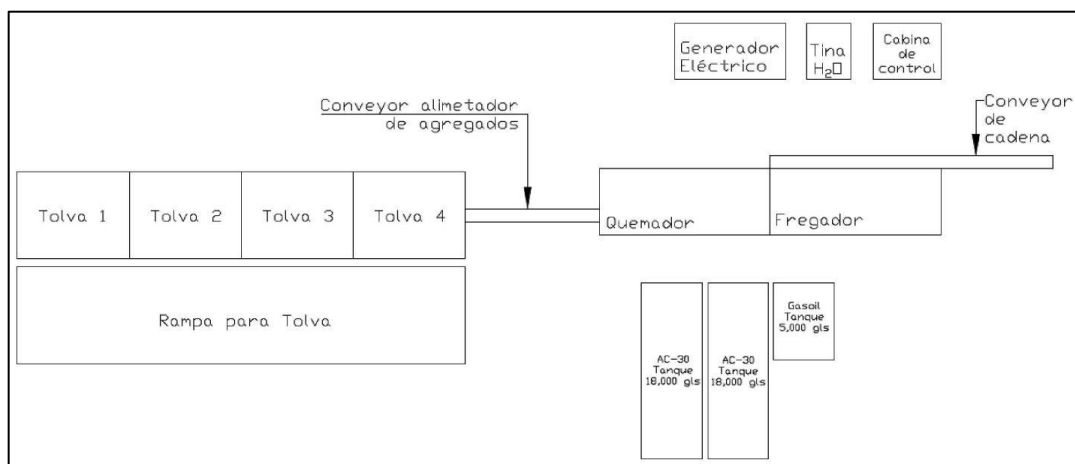 Generador
Eléctrico
Tina
H₂O
Cabina
de
control
Conveyor alimetador
de agregados
Conveyor
de
cadena
Tolva 1
Tolva 2
Tolva 3
Tolva 4
Quemador
Fregador
Rampa para Tolva
Gasoil
Tanque
5,000 gls
AC-30
Tanque
18,000 gls
AC-30
Tanque
18,000 gls